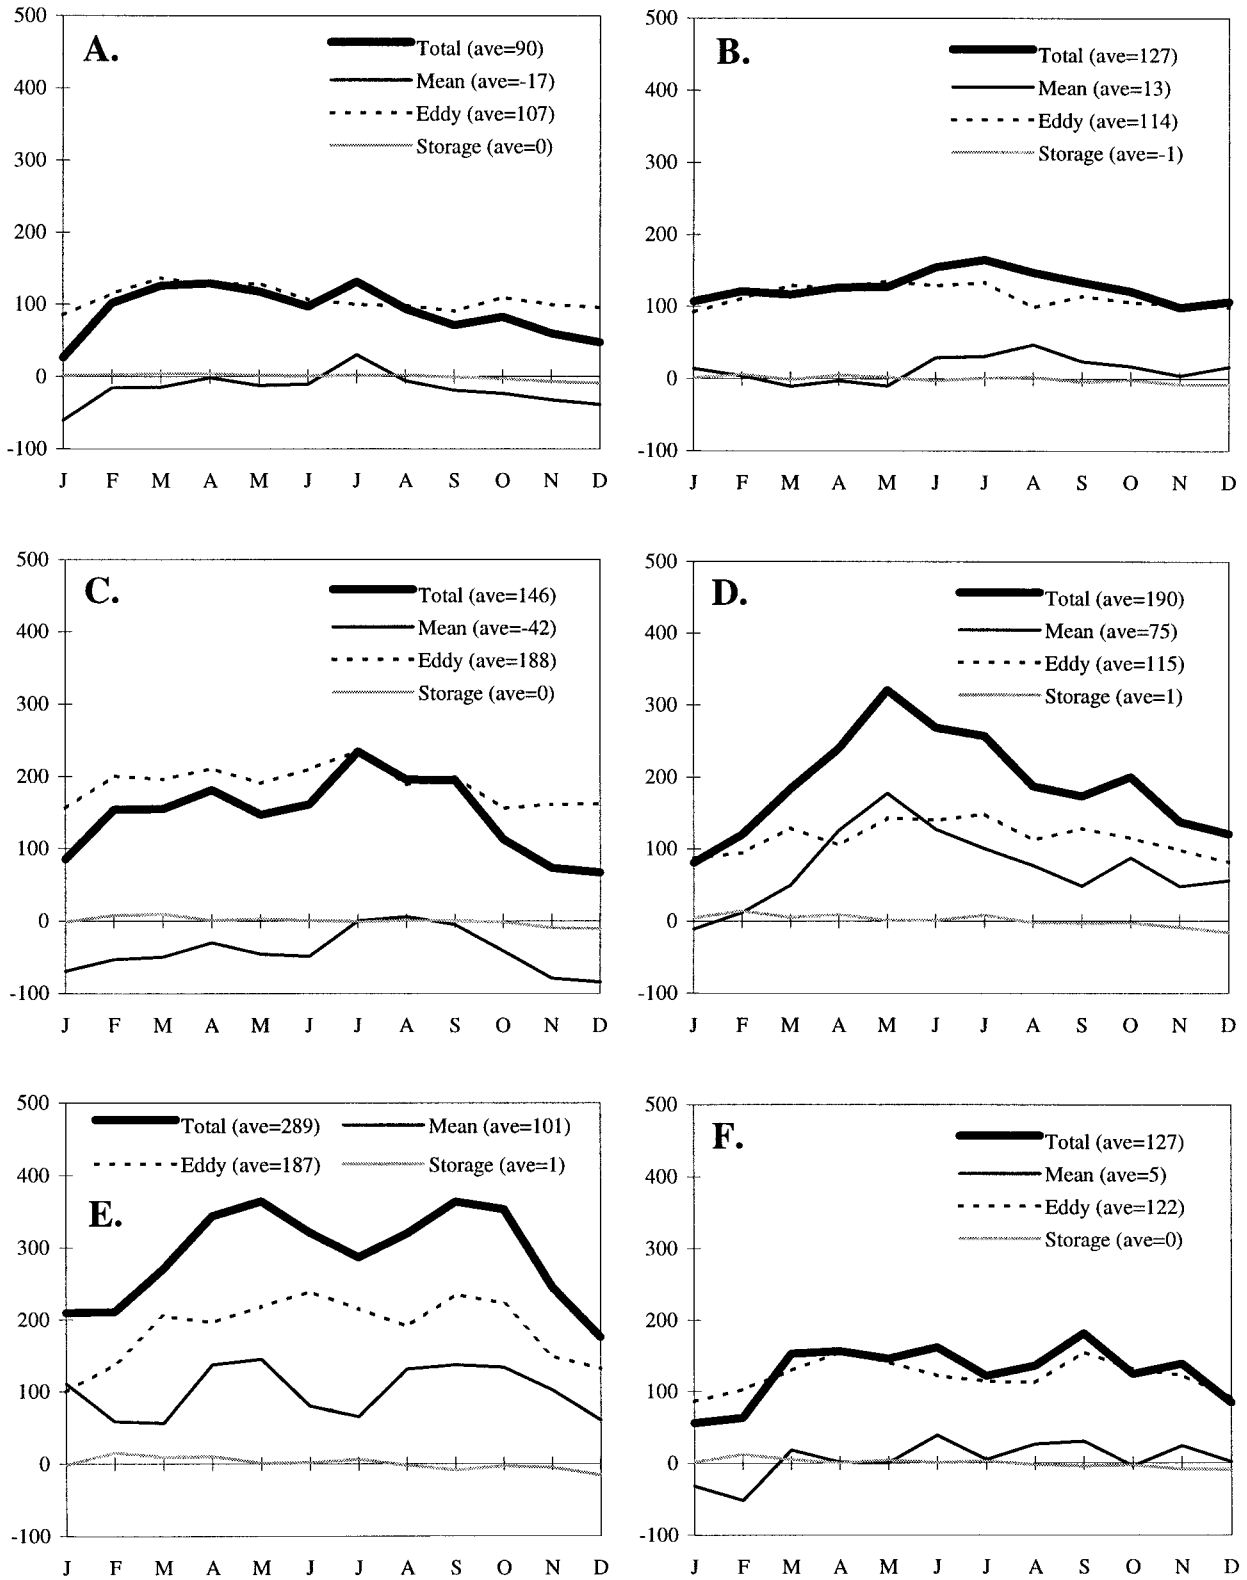 A.
Total (ave=90)
Mean (ave=-17)
Eddy (ave=107)
Storage (ave=0)
500
400
300
200
100
0
-100
J F M A M J J A S O N D
B.
Total (ave=127)
Mean (ave=13)
Eddy (ave=114)
Storage (ave=-1)
500
400
300
200
100
0
-100
J F M A M J J A S O N D
C.
Total (ave=146)
Mean (ave=-42)
Eddy (ave=188)
Storage (ave=0)
500
400
300
200
100
0
-100
J F M A M J J A S O N D
D.
Total (ave=190)
Mean (ave=75)
Eddy (ave=115)
Storage (ave=1)
500
400
300
200
100
0
-100
J F M A M J J A S O N D
E.
Total (ave=289) Mean (ave=101)
Eddy (ave=187) Storage (ave=1)
500
400
300
200
100
0
-100
J F M A M J J A S O N D
F.
Total (ave=127)
Mean (ave=5)
Eddy (ave=122)
Storage (ave=0)
500
400
300
200
100
0
-100
J F M A M J J A S O N D